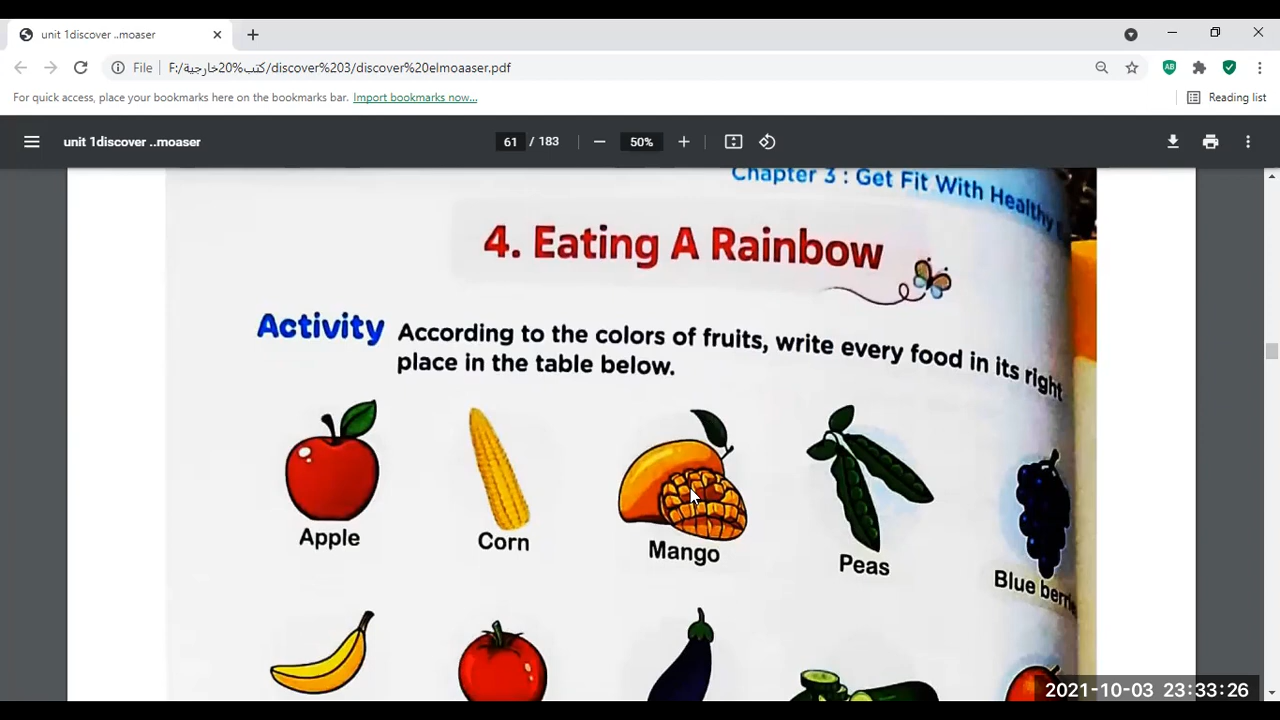 unit 1discover ..moaser
File F:/كتب%20خارجية/discover%203/discover%20elmoaaser.pdf
For quick access, place your bookmarks here on the bookmarks bar. Import bookmarks now...
Reading list
unit 1discover ..moaser
61 / 183
50%
Chapter 3 : Get Fit With Healthy
4. Eating A Rainbow
Activity According to the colors of fruits, write every food in its right
place in the table below.
Apple
Corn
Mango
Peas
Blue
2021-10-03 23:33:26